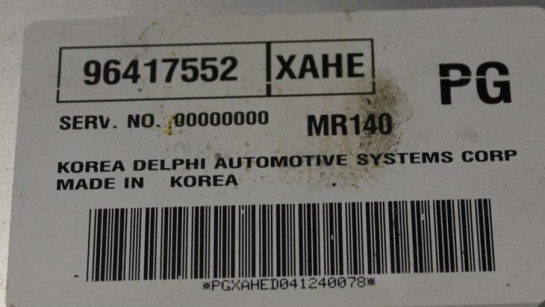 96417552 XAHE PG
SERV. NO. 00000000 MR140
KOREA DELPHI AUTOMOTIVE SYSTEMS CORP
MADE IN KOREA
*PGXAHED041240078*